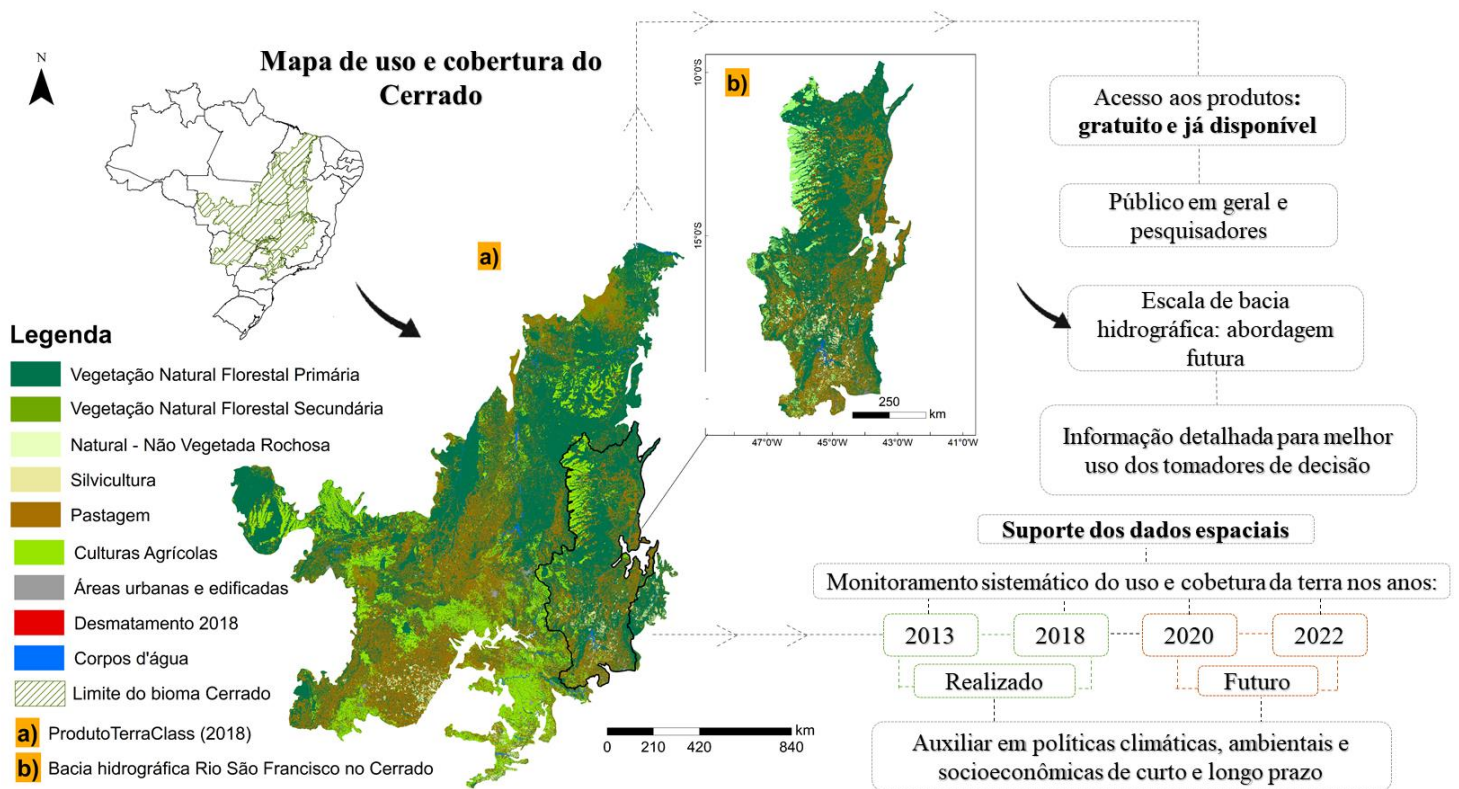 N
Mapa de uso e cobertura do
Cerrado
Legenda
Vegetação Natural Florestal Primária
Vegetação Natural Florestal Secundária
Natural - Não Vegetada Rochosa
Silvicultura
Pastagem
Culturas Agrícolas
Áreas urbanas e edificadas
Desmatamento 2018
Corpos d'água
Limite do bioma Cerrado
a) ProdutoTerraClass (2018)
b) Bacia hidrográfica Rio São Francisco no Cerrado
a)
km
0 210 420 840
b)
10°0'S
15°0'S
250
km
47°0'W 45°0'W 43°0'W 41°0'W
Acesso aos produtos:
gratuito e já disponível
Público em geral e
pesquisadores
Escala de bacia
hidrográfica: abordagem
futura
Informação detalhada para melhor
uso dos tomadores de decisão
Suporte dos dados espaciais
Monitoramento sistemático do uso e cobetura da terra nos anos:
2013 2018 2020 2022
Realizado Futuro
Auxiliar em políticas climáticas, ambientais e
socioeconômicas de curto e longo prazo